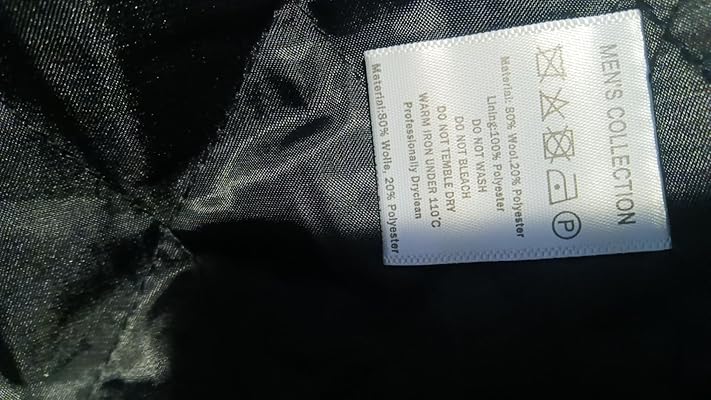 MEN'S COLLECTION
P
Material: 80% Wool.20% Polyester
Lining:100% Polyester
DO NOT WASH
DO NOT BLEACH
DO NOT TEMBLE DRY
WARM IRON UNDER 110°C
Professionally Dryclean
Material:80% Wolle, 20% Polyester